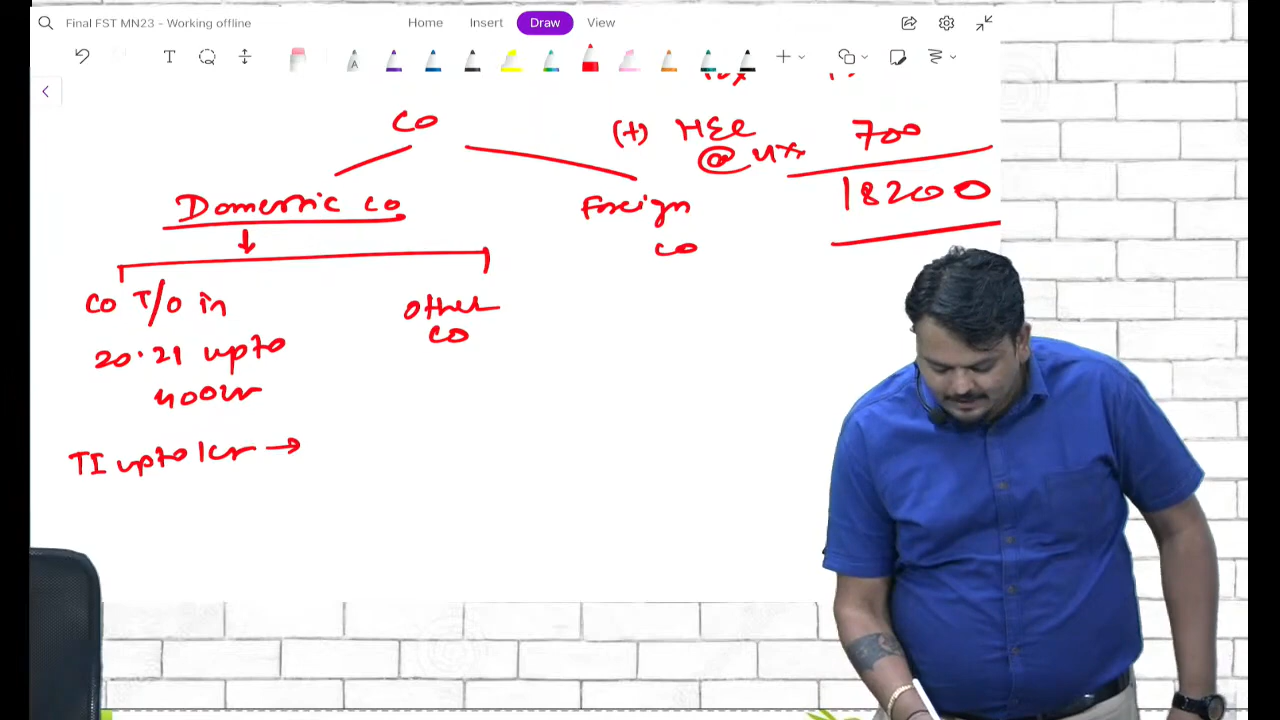 Final FST MN23 - Working offline
Home
Insert
Draw
View
T
A
CO
(+) H&EC
@ 4%
700
18200
Domestic co
Foreign
co
CO T/O in
20·21 upto
400cr
Other
CO
TI upto 1cr →